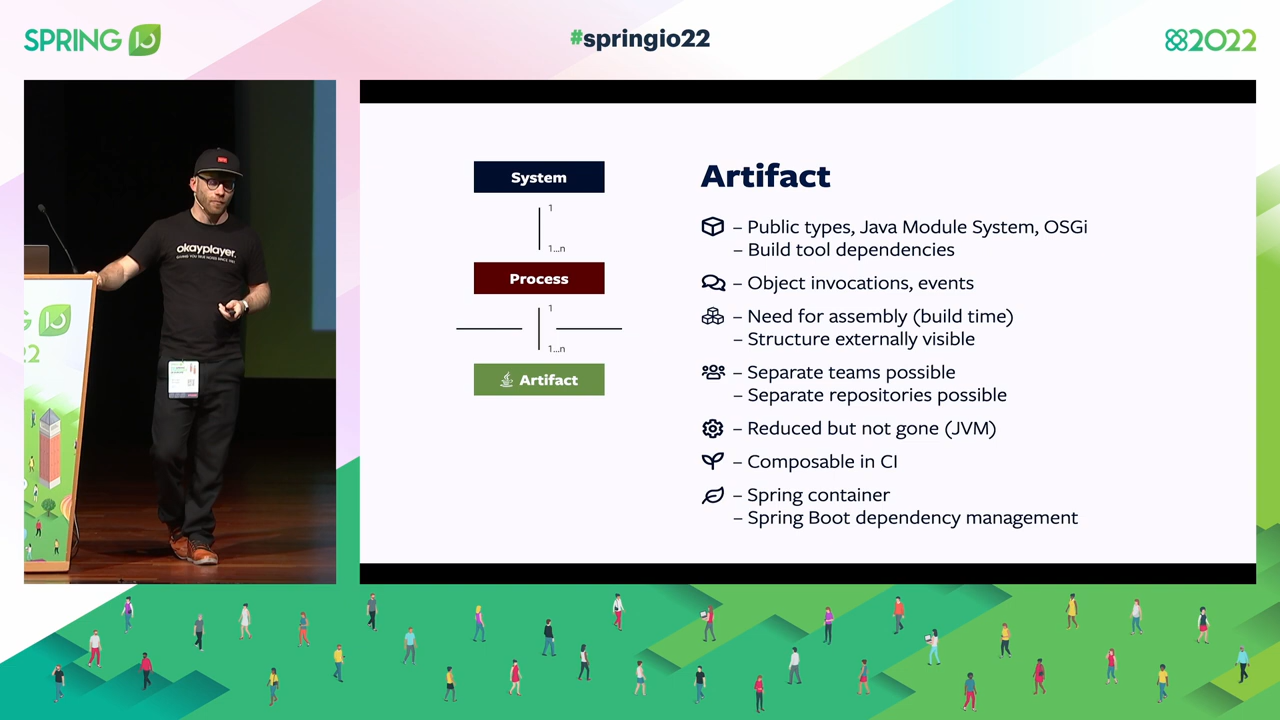 SPRING IO
#springio22
2022
okayplayer.
22
System
1
1...n
Process
1
1...n
Artifact
Artifact
– Public types, Java Module System, OSGi
– Build tool dependencies
– Object invocations, events
– Need for assembly (build time)
– Structure externally visible
– Separate teams possible
– Separate repositories possible
– Reduced but not gone (JVM)
– Composable in CI
– Spring container
– Spring Boot dependency management